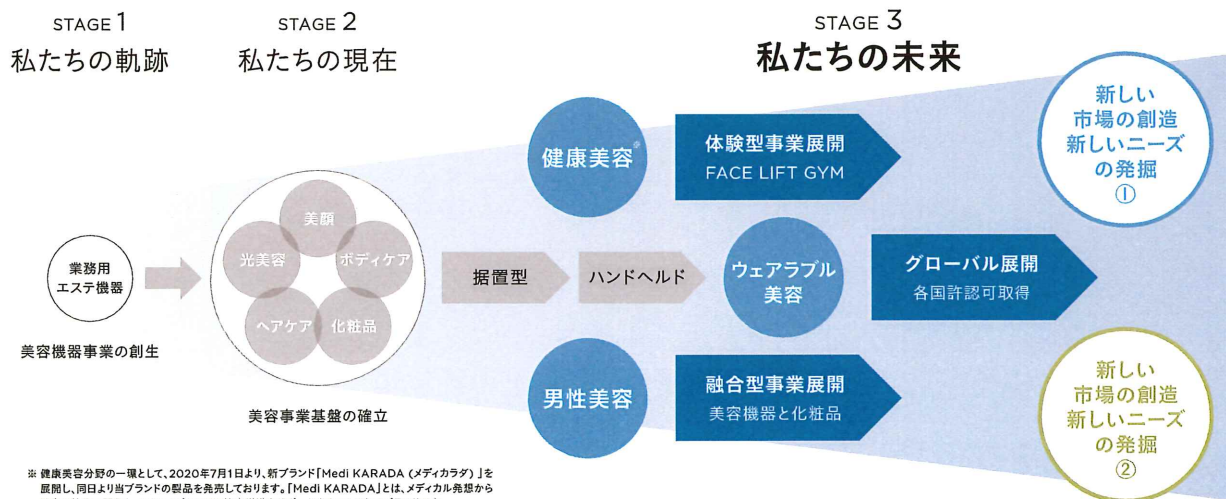 STAGE 1
私たちの軌跡
STAGE 2
私たちの現在
STAGE 3
私たちの未来
業務用
エステ機器
美容機器事業の創生
美顔
光美容
ボディケア
ヘアケア
化粧品
美容事業基盤の確立
据置型
ハンドヘルド
健康美容※
体験型事業展開
FACE LIFT GYM
ウェアラブル
美容
グローバル展開
各国許認可取得
男性美容
融合型事業展開
美容機器と化粧品
新しい
市場の創造
新しいニーズ
の発掘
①
新しい
市場の創造
新しいニーズ
の発掘
②
※ 健康美容分野の一環として、2020年7月1日より、新ブランド「Medi KARADA (メディカラダ) 」を
展開し、同日より当ブランドの製品を発売しております。「Medi KARADA」とは、メディカル発想から